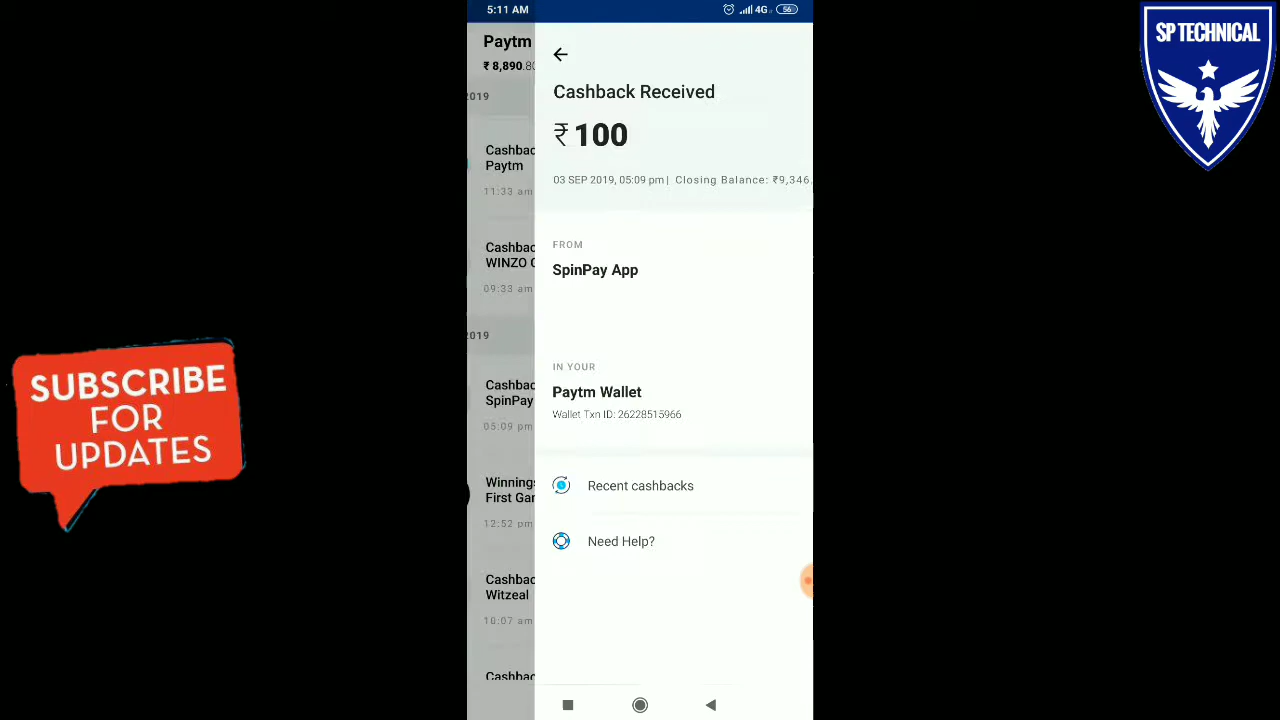 5:11 AM
4G
56
SP TECHNICAL
Paytm
₹ 8,890.80
2019
Cashbac
Paytm
11:33 am
Cashbac
WINZO
09:33 am
2019
Cashbac
SpinPay
05:09 pm
Winnings
First Gar
12:52 pm
Cashbac
Witzeal
10:07 am
Cashbac
Cashback Received
₹ 100
03 SEP 2019, 05:09 pm | Closing Balance: ₹9,346.
FROM
SpinPay App
IN YOUR
Paytm Wallet
Wallet Txn ID: 26228515966
Recent cashbacks
Need Help?
SUBSCRIBE
FOR
UPDATES